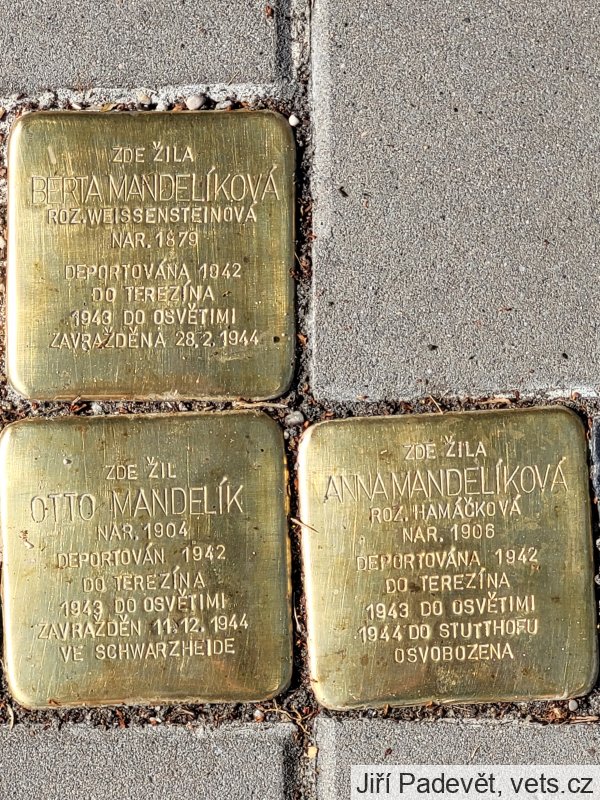 ZDE ŽILA
BERTA MANDELÍKOVÁ
ROZ. WEISSENSTEINOVÁ
NAR. 1879
DEPORTOVÁNA 1942
DO TEREZÍNA
1943 DO OSVĚTIMI
ZAVRAŽDĚNA 28.2.1944
ZDE ŽIL
OTTO MANDELÍK
NAR. 1904
DEPORTOVÁN 1942
DO TEREZÍNA
1943 DO OSVĚTIMI
ZAVRAŽDĚN 11.12.1944
VE SCHWARZHEIDE
ZDE ŽILA
ANNA MANDELÍKOVÁ
ROZ. HAMÁČKOVÁ
NAR. 1906
DEPORTOVÁNA 1942
DO TEREZÍNA
1943 DO OSVĚTIMI
1944 DO STUTTHOFU
OSVOBOZENA
Jiří Padevět, vets.cz